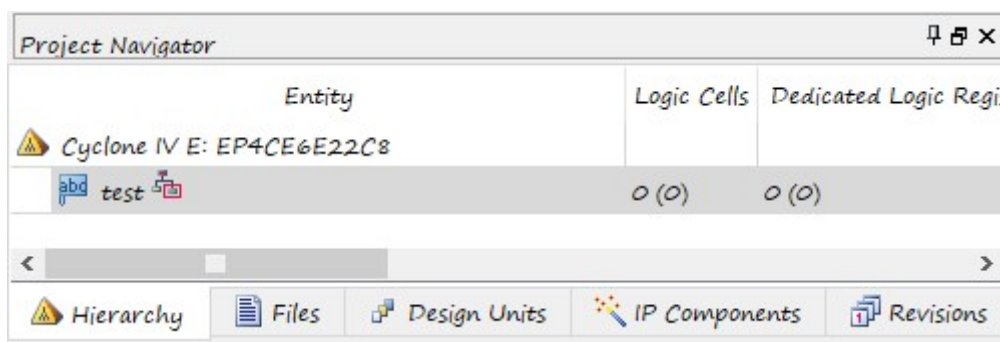 Project Navigator
Entity Logic Cells Dedicated Logic Regi
Cyclone IV E: EP4CE6E22C8
abd test 0 (0) 0 (0)
Hierarchy Files Design Units IP Components Revisions